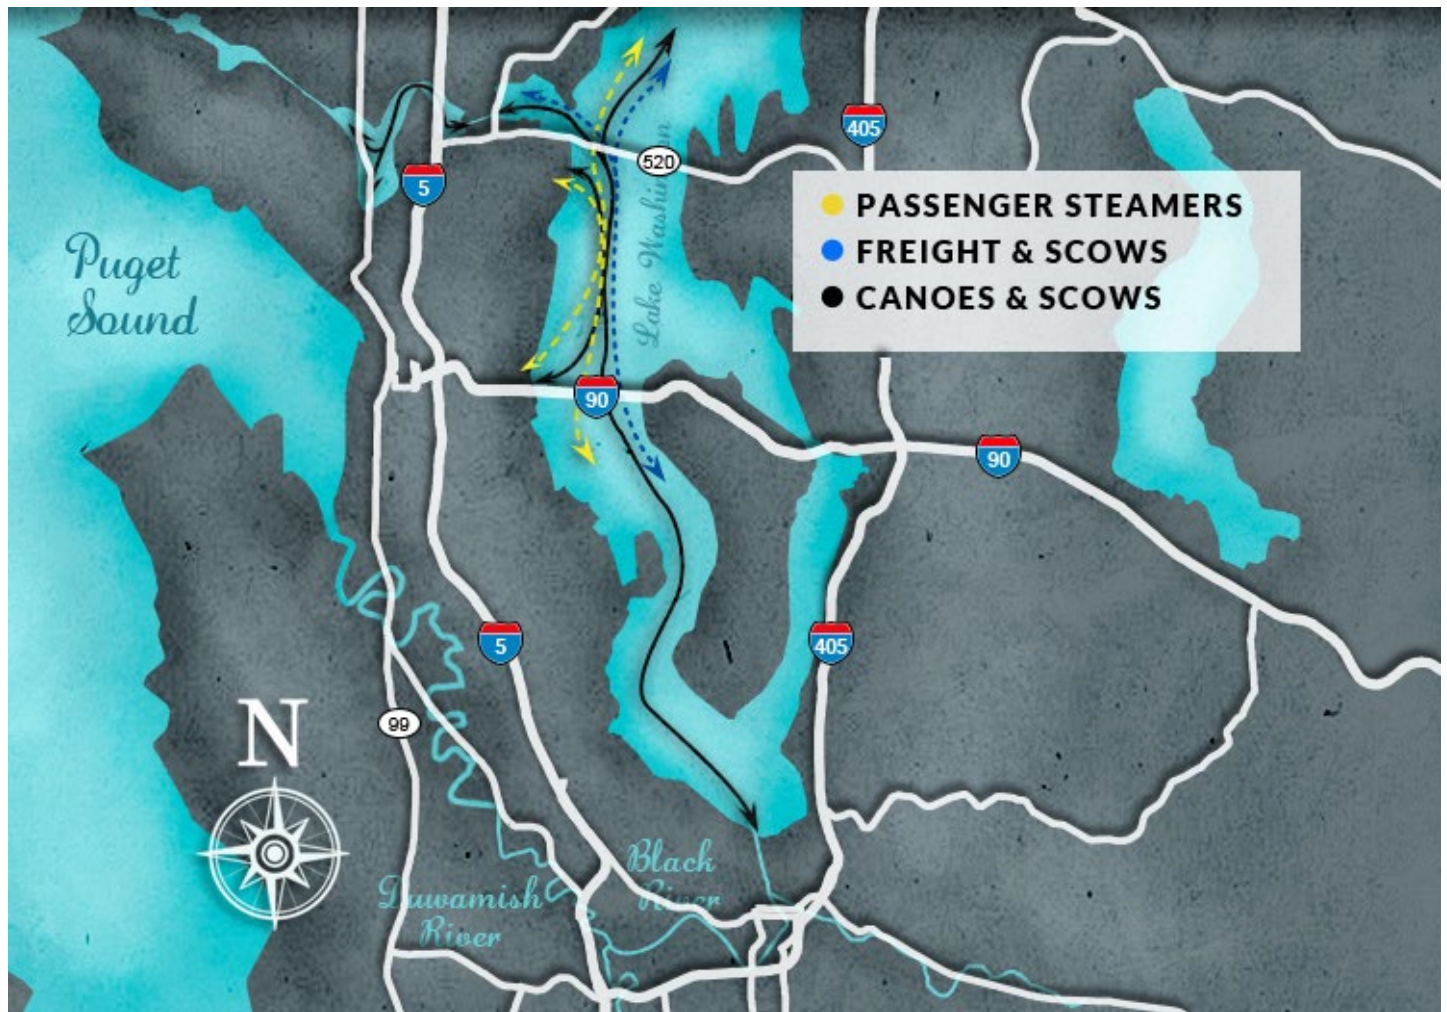 405
520
5
PASSENGER STEAMERS
FREIGHT & SCOWS
CANOES & SCOWS
Puget
Sound
Lake Washington
90
90
5
405
N
99
Black
River
Duwamish
River